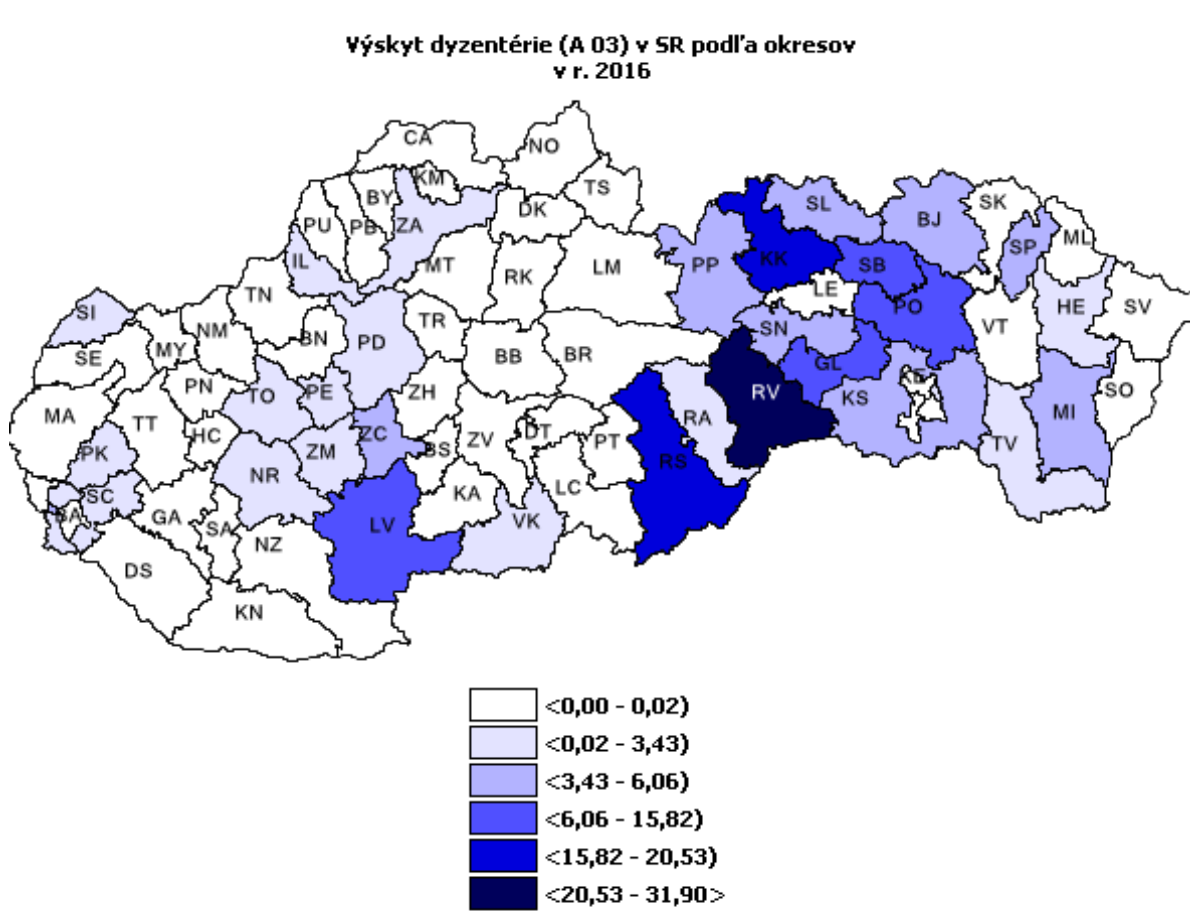 Výskyt dyzentérie (A 03) v SR podľa okresov
v r. 2016
CA
NO
KM
TS
BY
PU
PB
ZA
DK
SL
BJ
SK
SP
ML
IL
MT
RK
LM
PP
KK
SB
LE
HE
SV
TN
SI
NM
BN
PD
TR
BB
BR
SN
PO
VT
SE
MY
PN
TO
PE
ZH
GL
KE
RV
KS
MI
SO
MA
TT
HC
ZC
ZV
DT
PT
RA
PK
ZM
BS
TV
NR
RS
SC
BA
GA
SA
LV
KA
LC
VK
NZ
DS
KN
<0,00 - 0,02)
<0,02 - 3,43)
<3,43 - 6,06)
<6,06 - 15,82)
<15,82 - 20,53)
<20,53 - 31,90>